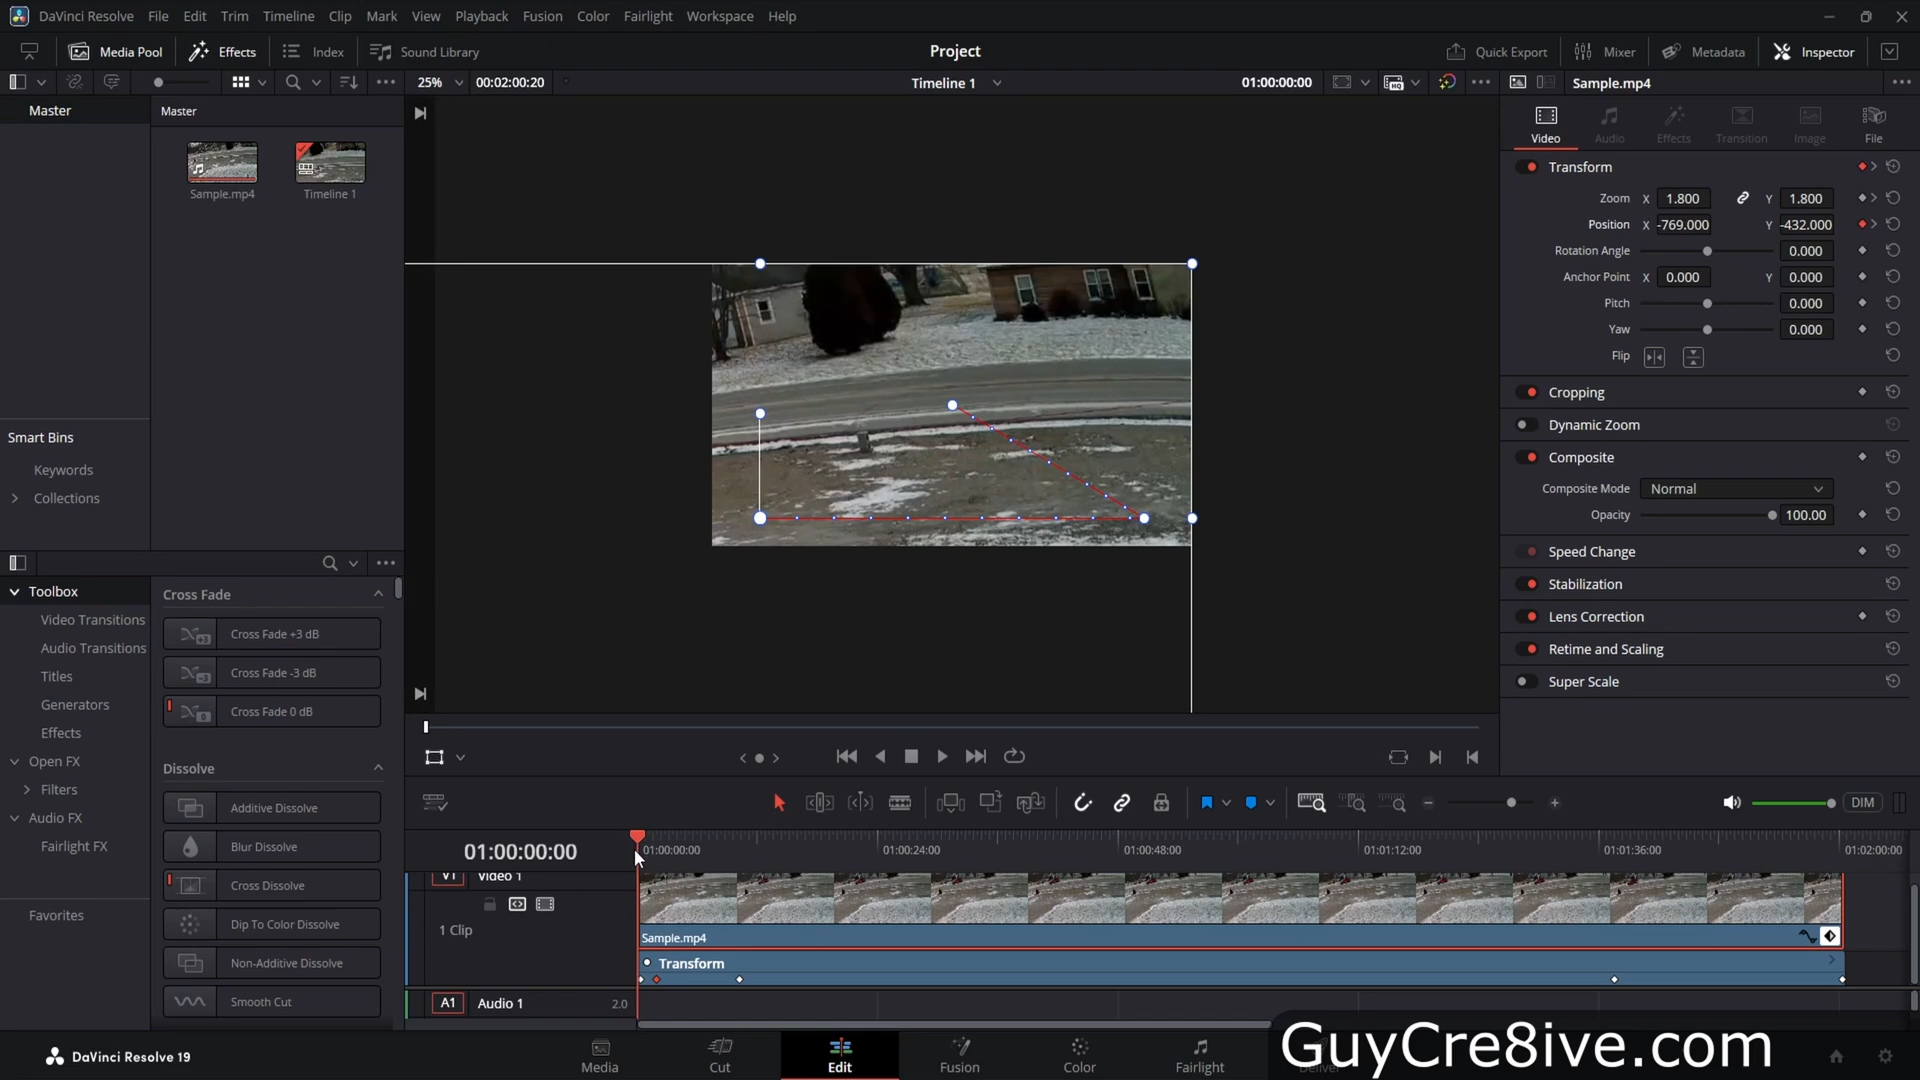 DaVinci Resolve File Edit Trim Timeline Clip Mark View Playback Fusion Color Fairlight Workspace Help
Media Pool Effects Index Sound Library Project Quick Export Mixer Metadata Inspector
25% 00:02:00:20 Timeline 1 01:00:00:00 Sample.mp4
Master Master
Sample.mp4 Timeline 1
Video Audio Effects Transition Image File
Transform
Zoom X 1.800 Y 1.800
Position X -769.000 Y -432.000
Rotation Angle 0.000
Anchor Point X 0.000 Y 0.000
Pitch 0.000
Yaw 0.000
Flip
Cropping
Dynamic Zoom
Composite
Composite Mode Normal
Opacity 100.00
Speed Change
Stabilization
Lens Correction
Retime and Scaling
Super Scale
Smart Bins
Keywords
Collections
Toolbox
Video Transitions
Audio Transitions
Titles
Generators
Effects
Open FX
Filters
Audio FX
Fairlight FX
Favorites
Cross Fade
Cross Fade +3 dB
Cross Fade -3 dB
Cross Fade 0 dB
Dissolve
Additive Dissolve
Blur Dissolve
Cross Dissolve
Dip To Color Dissolve
Non-Additive Dissolve
Smooth Cut
DIM
01:00:00:00 01:00:00:00 01:00:24:00 01:00:48:00 01:01:12:00 01:01:36:00 01:02:00:00
V1 Video 1
1 Clip
Sample.mp4
Transform
A1 Audio 1 2.0
DaVinci Resolve 19 Media Cut Edit Fusion Color Fairlight Deliver
GuyCre8ive.com